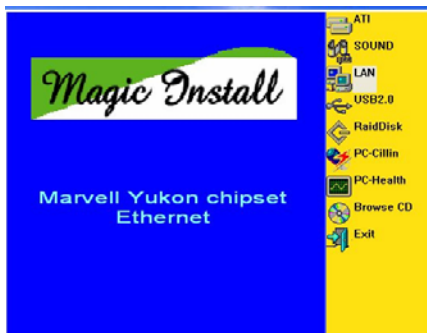 Magic Install
Marvell Yukon chipset
Ethernet
ATI
SOUND
LAN
USB2.0
RaidDisk
PC-Cillin
PC-Health
Browse CD
Exit